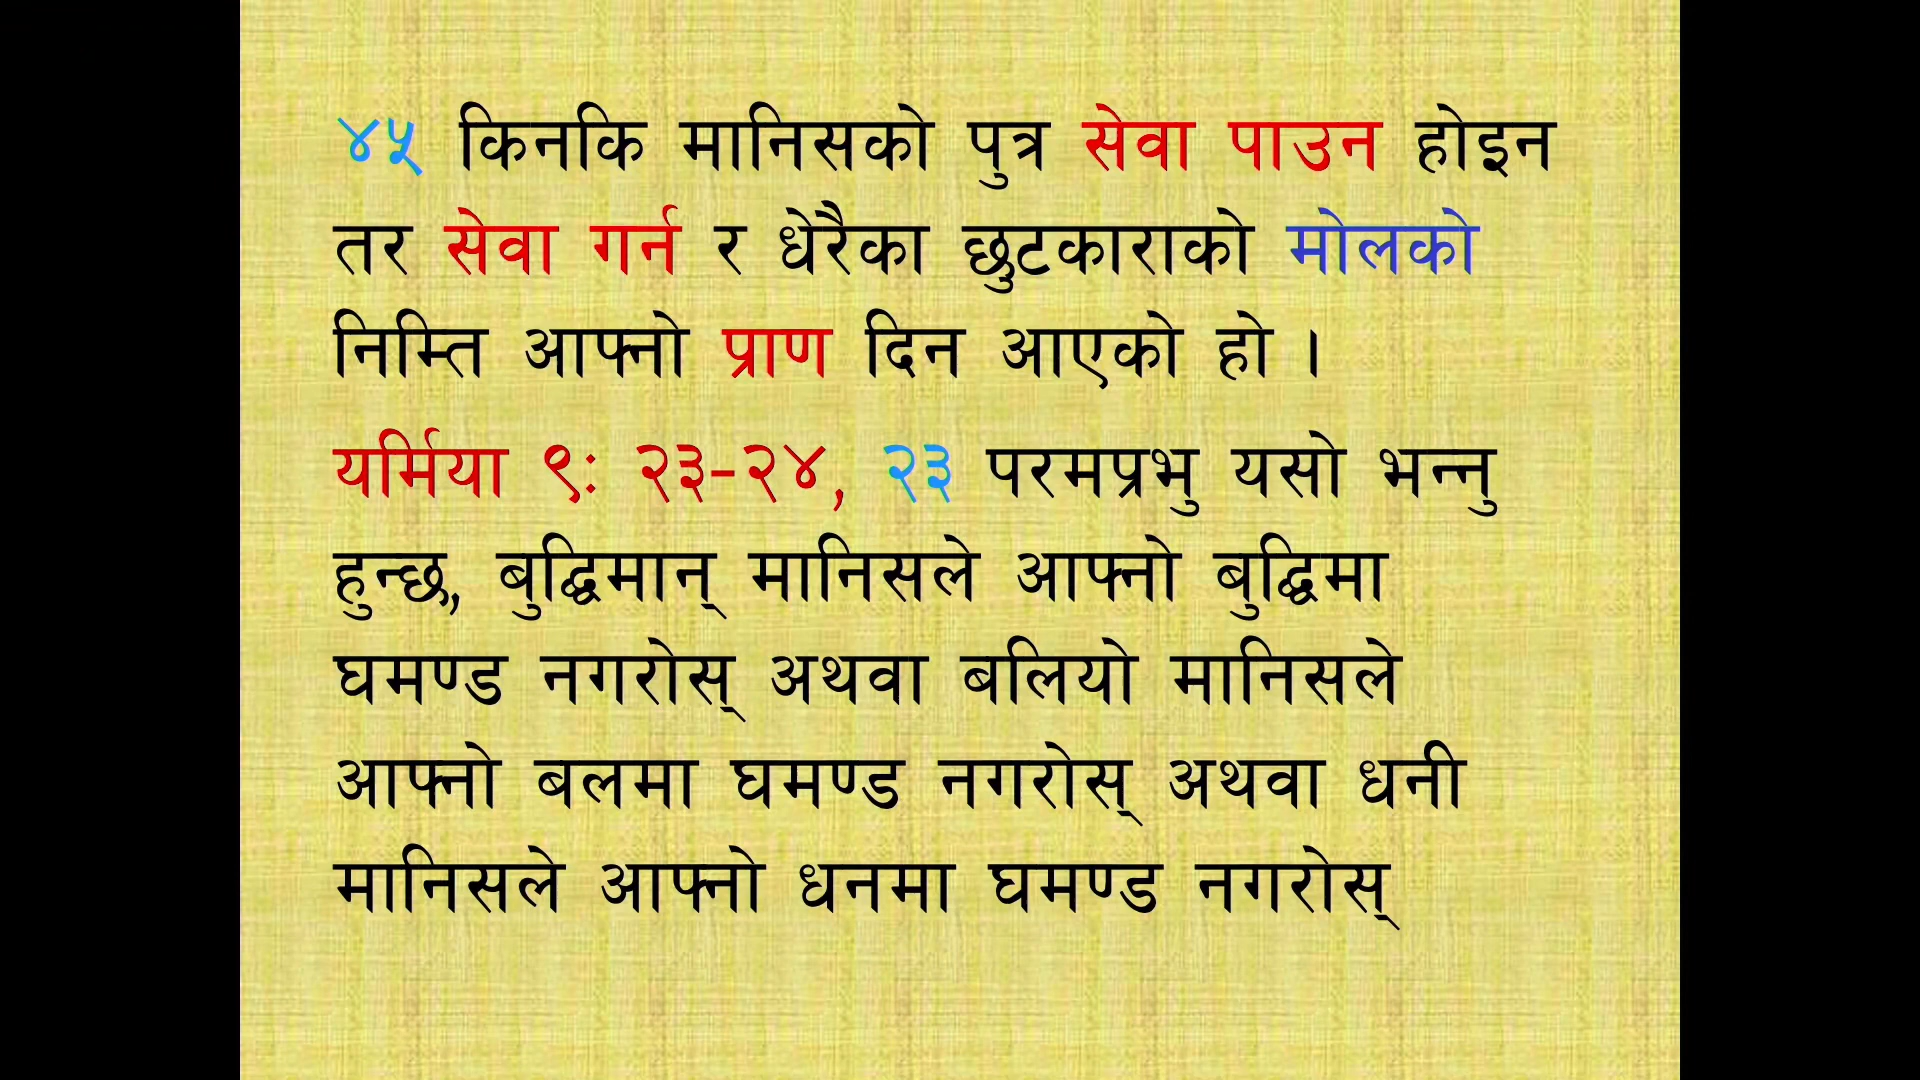 ४५ किनकि मानिसको पुत्र सेवा पाउन होइन
तर सेवा गर्न र धेरैका छुटकाराको मोलको
निम्ति आफ्नो प्राण दिन आएको हो ।
यर्मिया ९: २३-२४, २३ परमप्रभु यसो भन्नु
हुन्छ, बुद्धिमान् मानिसले आफ्नो बुद्धिमा
घमण्ड नगरोस् अथवा बलियो मानिसले
आफ्नो बलमा घमण्ड नगरोस् अथवा धनी
मानिसले आफ्नो धनमा घमण्ड नगरोस्